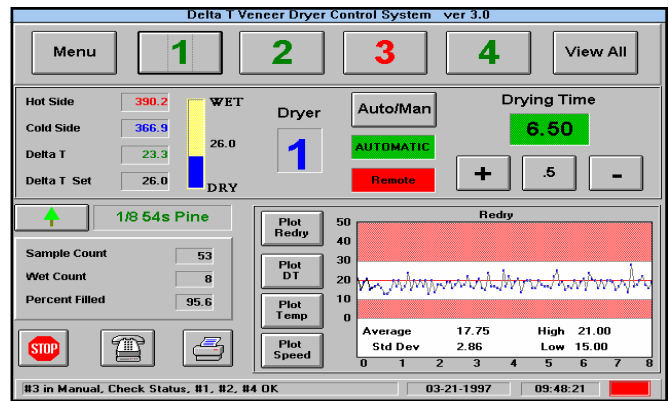 Delta T Veneer Dryer Control System ver 3.0
Menu 1 2 3 4 View All
Hot Side 390.2
Cold Side 366.9
Delta T 23.3
Delta T Set 26.0
WET
26.0
DRY
Dryer
1
Auto/Man
AUTOMATIC
Remote
Drying Time
6.50
+ .5 -
1/8 54s Pine
Sample Count 53
Wet Count 8
Percent Filled 95.6
STOP
Plot
Redry
Plot
DT
Plot
Temp
Plot
Speed
Redry
50
40
30
20
10
0
Average 17.75 High 21.00
Std Dev 2.86 Low 15.00
0 1 2 3 4 5 6 7 8
#3 in Manual, Check Status, #1, #2, #4 OK 03-21-1997 09:48:21